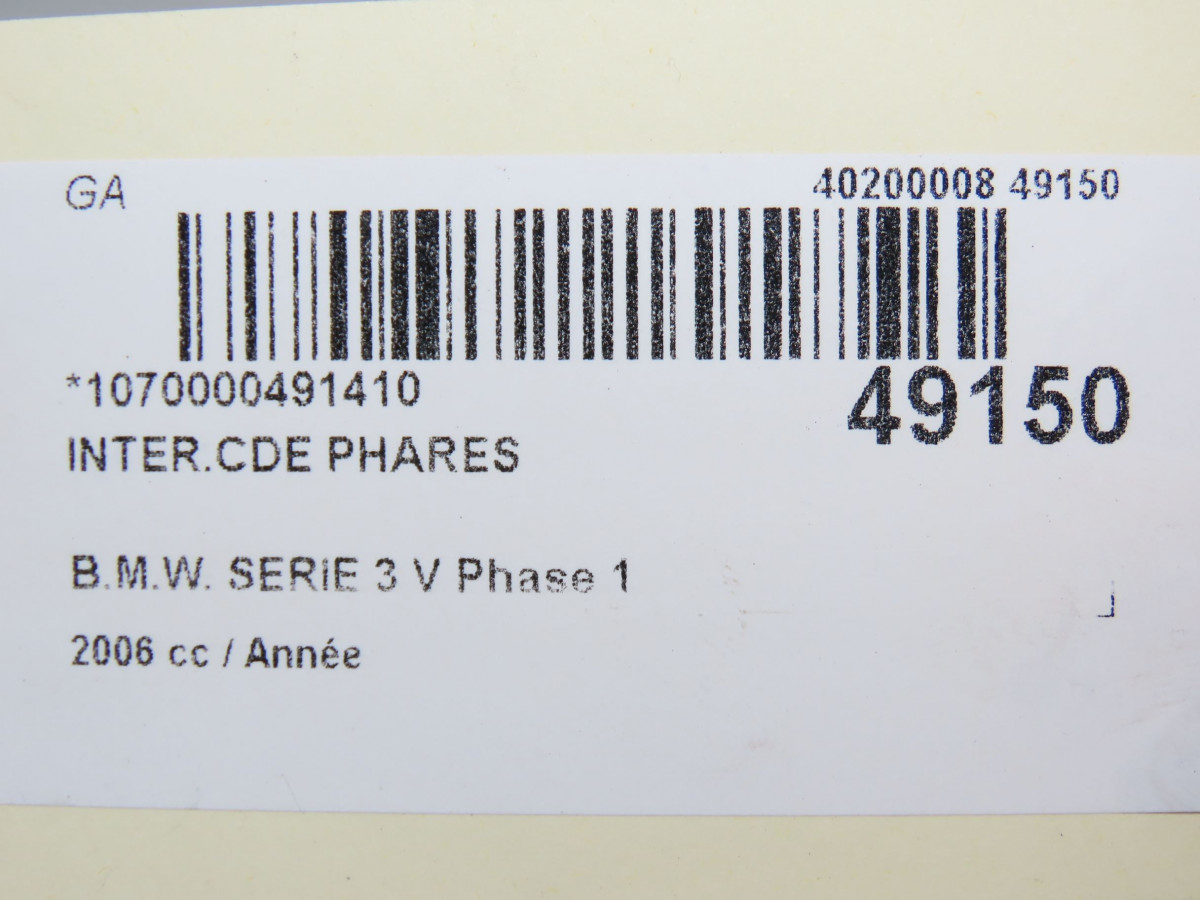 GA
40200008 49150
*1070000491410
49150
INTER.CDE PHARES
B.M.W. SERIE 3 V Phase 1
2006 cc / Année